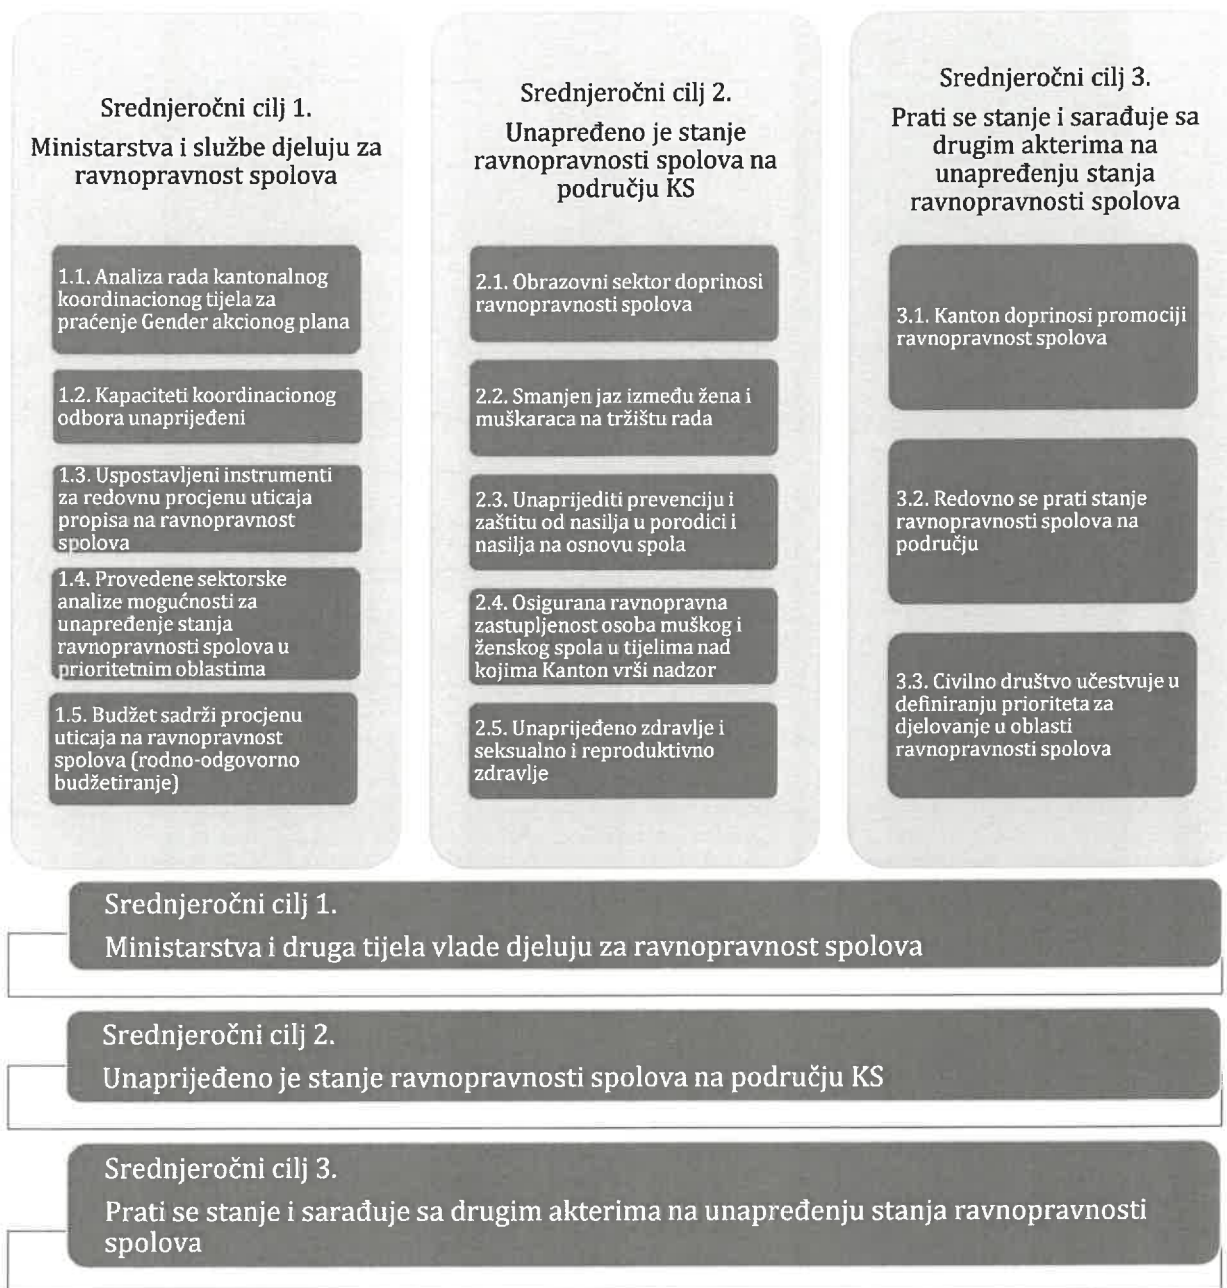 Srednjeročni cilj 1.
Ministarstva i službe djeluju za
ravnopravnost spolova
1.1. Analiza rada kantonalnog
koordinacionog tijela za
praćenje Gender akcionog plana
1.2. Kapaciteti koordinacionog
odbora unaprijeđeni
1.3. Uspostavljeni instrumenti
za redovnu procjenu uticaja
propisa na ravnopravnost
spolova
1.4. Provedene sektorske
analize mogućnosti za
unapređenje stanja
ravnopravnosti spolova u
prioritetnim oblastima
1.5. Budžet sadrži procjenu
uticaja na ravnopravnost
spolova (rodno-odgovorno
budžetiranje)
Srednjeročni cilj 2.
Unapređeno je stanje
ravnopravnosti spolova na
području KS
2.1. Obrazovni sektor doprinosi
ravnopravnosti spolova
2.2. Smanjen jaz između žena i
muškaraca na tržištu rada
2.3. Unaprijediti prevenciju i
zaštitu od nasilja u porodici i
nasilja na osnovu spola
2.4. Osigurana ravnopravna
zastupljenost osoba muškog i
ženskog spola u tijelima nad
kojima Kanton vrši nadzor
2.5. Unaprijeđeno zdravlje i
seksualno i reproduktivno
zdravlje
Srednjeročni cilj 3.
Prati se stanje i sarađuje sa
drugim akterima na
unapređenju stanja
ravnopravnosti spolova
3.1. Kanton doprinosi promociji
ravnopravnost spolova
3.2. Redovno se prati stanje
ravnopravnosti spolova na
području
3.3. Civilno društvo učestvuje u
definiranju prioriteta za
djelovanje u oblasti
ravnopravnosti spolova
Srednjeročni cilj 1.
Ministarstva i druga tijela vlade djeluju za ravnopravnost spolova
Srednjeročni cilj 2.
Unaprijeđeno je stanje ravnopravnosti spolova na području KS
Srednjeročni cilj 3.
Prati se stanje i sarađuje sa drugim akterima na unapređenju stanja ravnopravnosti
spolova